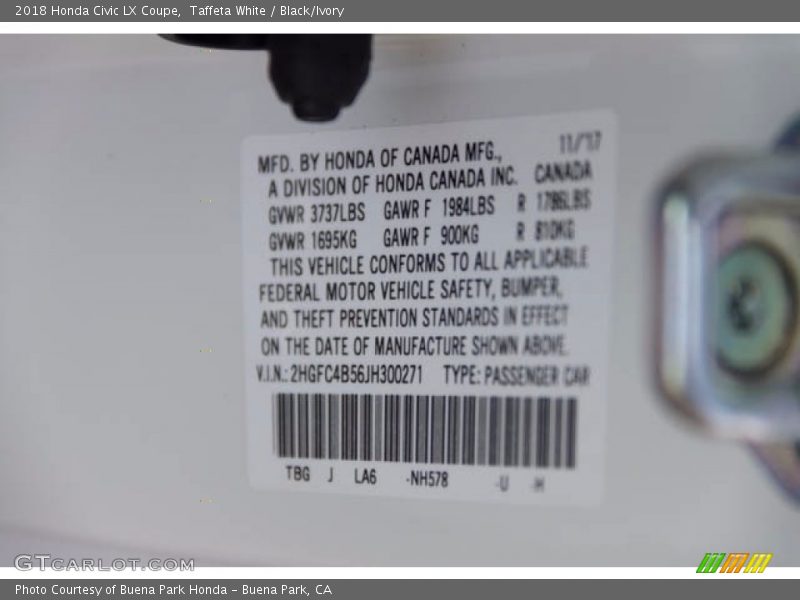 2018 Honda Civic LX Coupe, Taffeta White / Black/Ivory
11/17
MFD. BY HONDA OF CANADA MFG.,
A DIVISION OF HONDA CANADA INC. CANADA
GVWR 3737LBS GAWR F 1984LBS R 1786LBS
GVWR 1695KG GAWR F 900KG R 810KG
THIS VEHICLE CONFORMS TO ALL APPLICABLE
FEDERAL MOTOR VEHICLE SAFETY, BUMPER,
AND THEFT PREVENTION STANDARDS IN EFFECT
ON THE DATE OF MANUFACTURE SHOWN ABOVE.
V.I.N.: 2HGFC4B56JH300271 TYPE: PASSENGER CAR
TBG J LA6 -NH578 -U -H
GTCARLOT.COM
Photo Courtesy of Buena Park Honda - Buena Park, CA